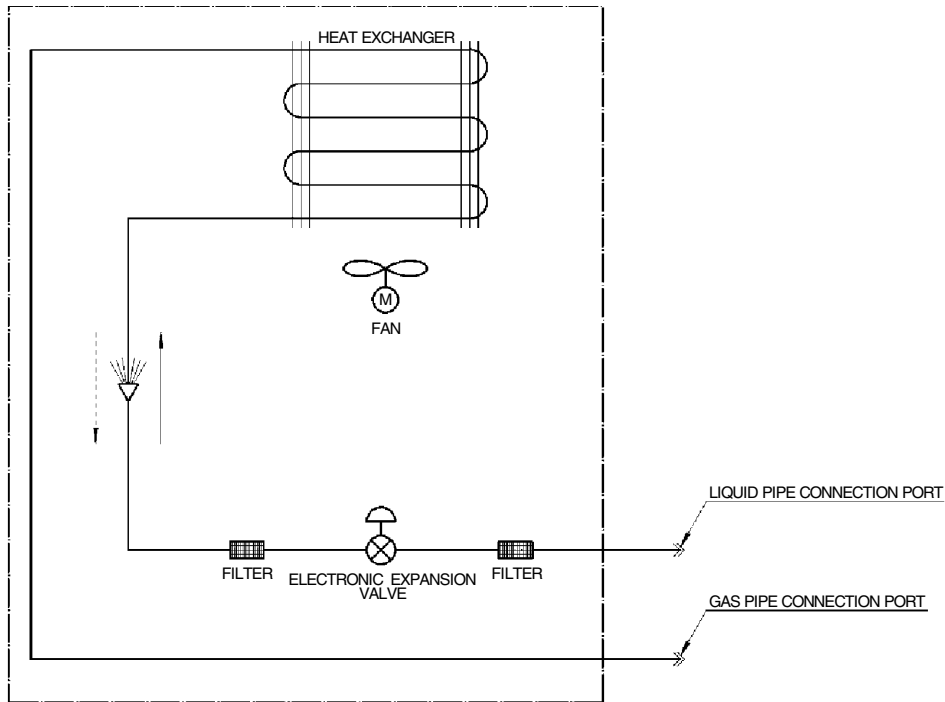 HEAT EXCHANGER
M
FAN
LIQUID PIPE CONNECTION PORT
FILTER
ELECTRONIC EXPANSION
VALVE
FILTER
GAS PIPE CONNECTION PORT